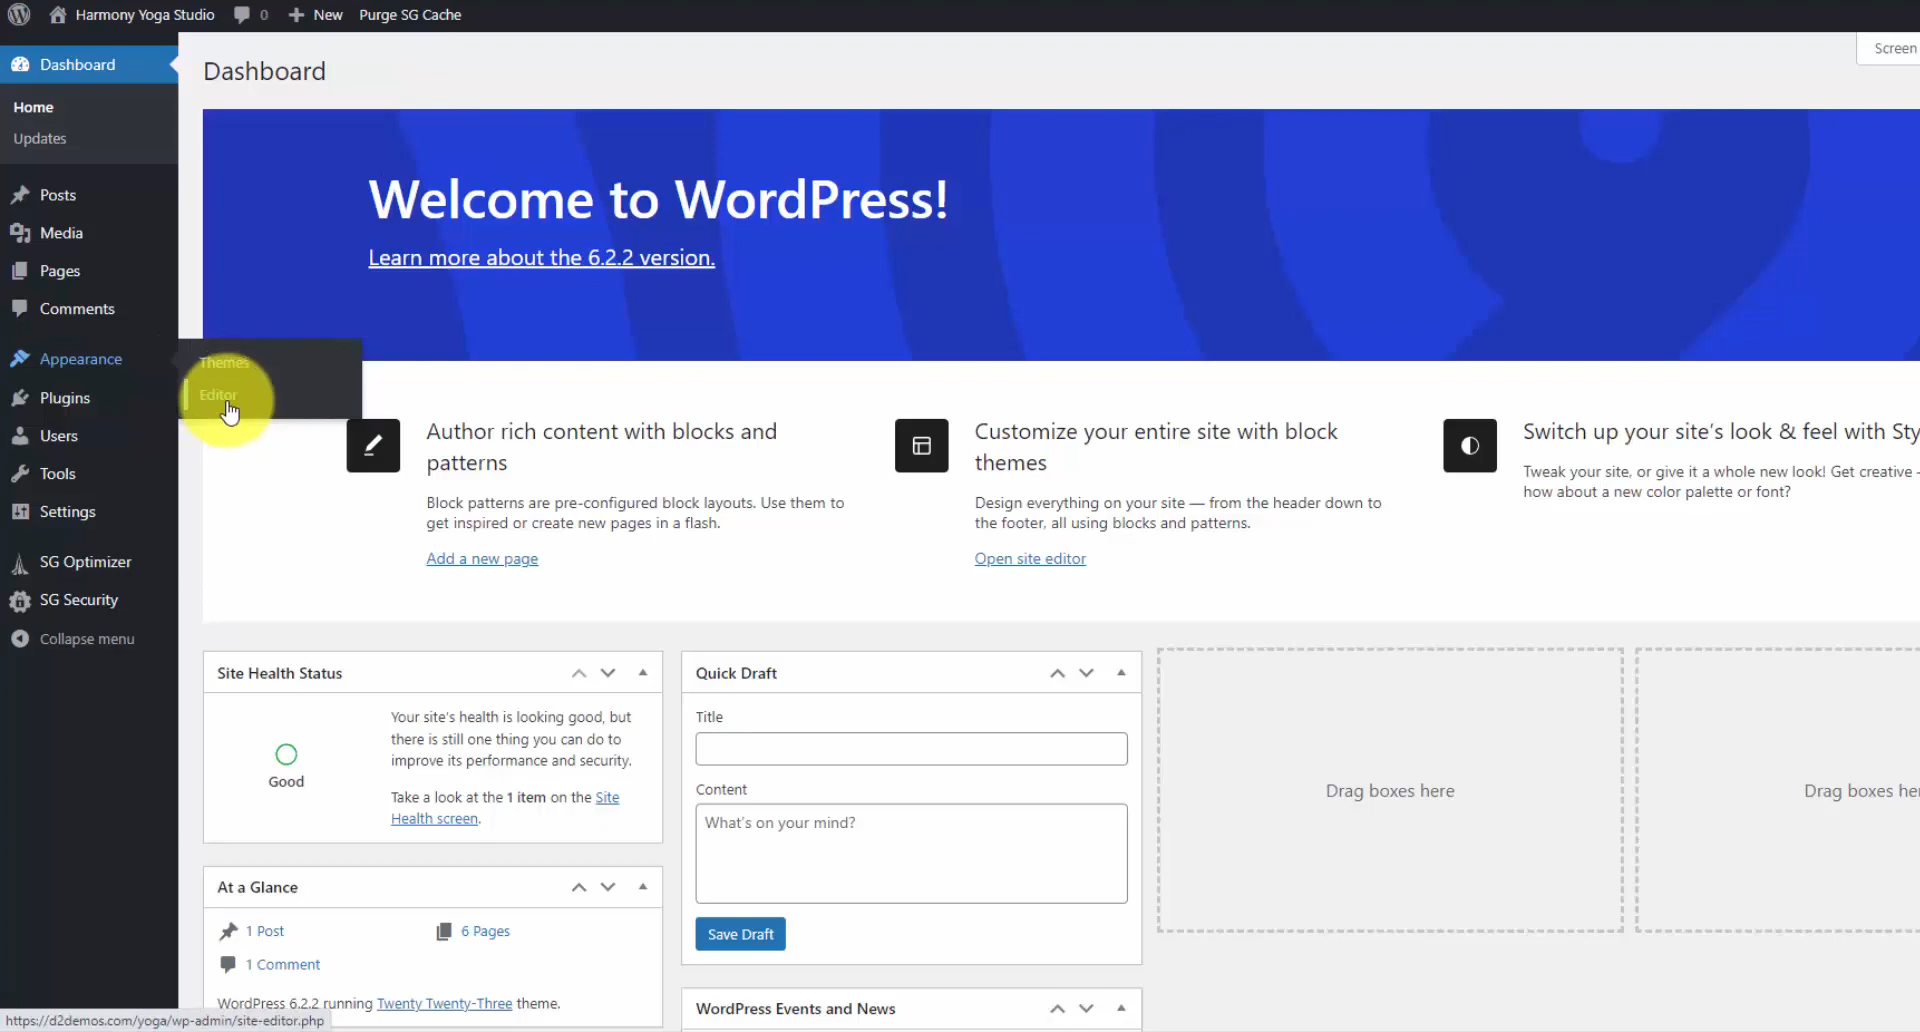 Harmony Yoga Studio 0 New Purge SG Cache
Screen
Dashboard
Home
Updates
Posts
Media
Pages
Comments
Appearance
Themes
Editor
Plugins
Users
Tools
Settings
SG Optimizer
SG Security
Collapse menu
Dashboard
Welcome to WordPress!
Learn more about the 6.2.2 version.
Author rich content with blocks and
patterns
Block patterns are pre-configured block layouts. Use them to
get inspired or create new pages in a flash.
Add a new page
Customize your entire site with block
themes
Design everything on your site — from the header down to
the footer, all using blocks and patterns.
Open site editor
Switch up your site's look & feel with Sty
Tweak your site, or give it a whole new look! Get creative -
how about a new color palette or font?
Site Health Status
Good
Your site's health is looking good, but
there is still one thing you can do to
improve its performance and security.
Take a look at the 1 item on the Site
Health screen.
At a Glance
1 Post
6 Pages
1 Comment
WordPress 6.2.2 running Twenty Twenty-Three theme.
Quick Draft
Title
Content
What's on your mind?
Save Draft
WordPress Events and News
Drag boxes here
Drag boxes her
https://d2demos.com/yoga/wp-admin/site-editor.php